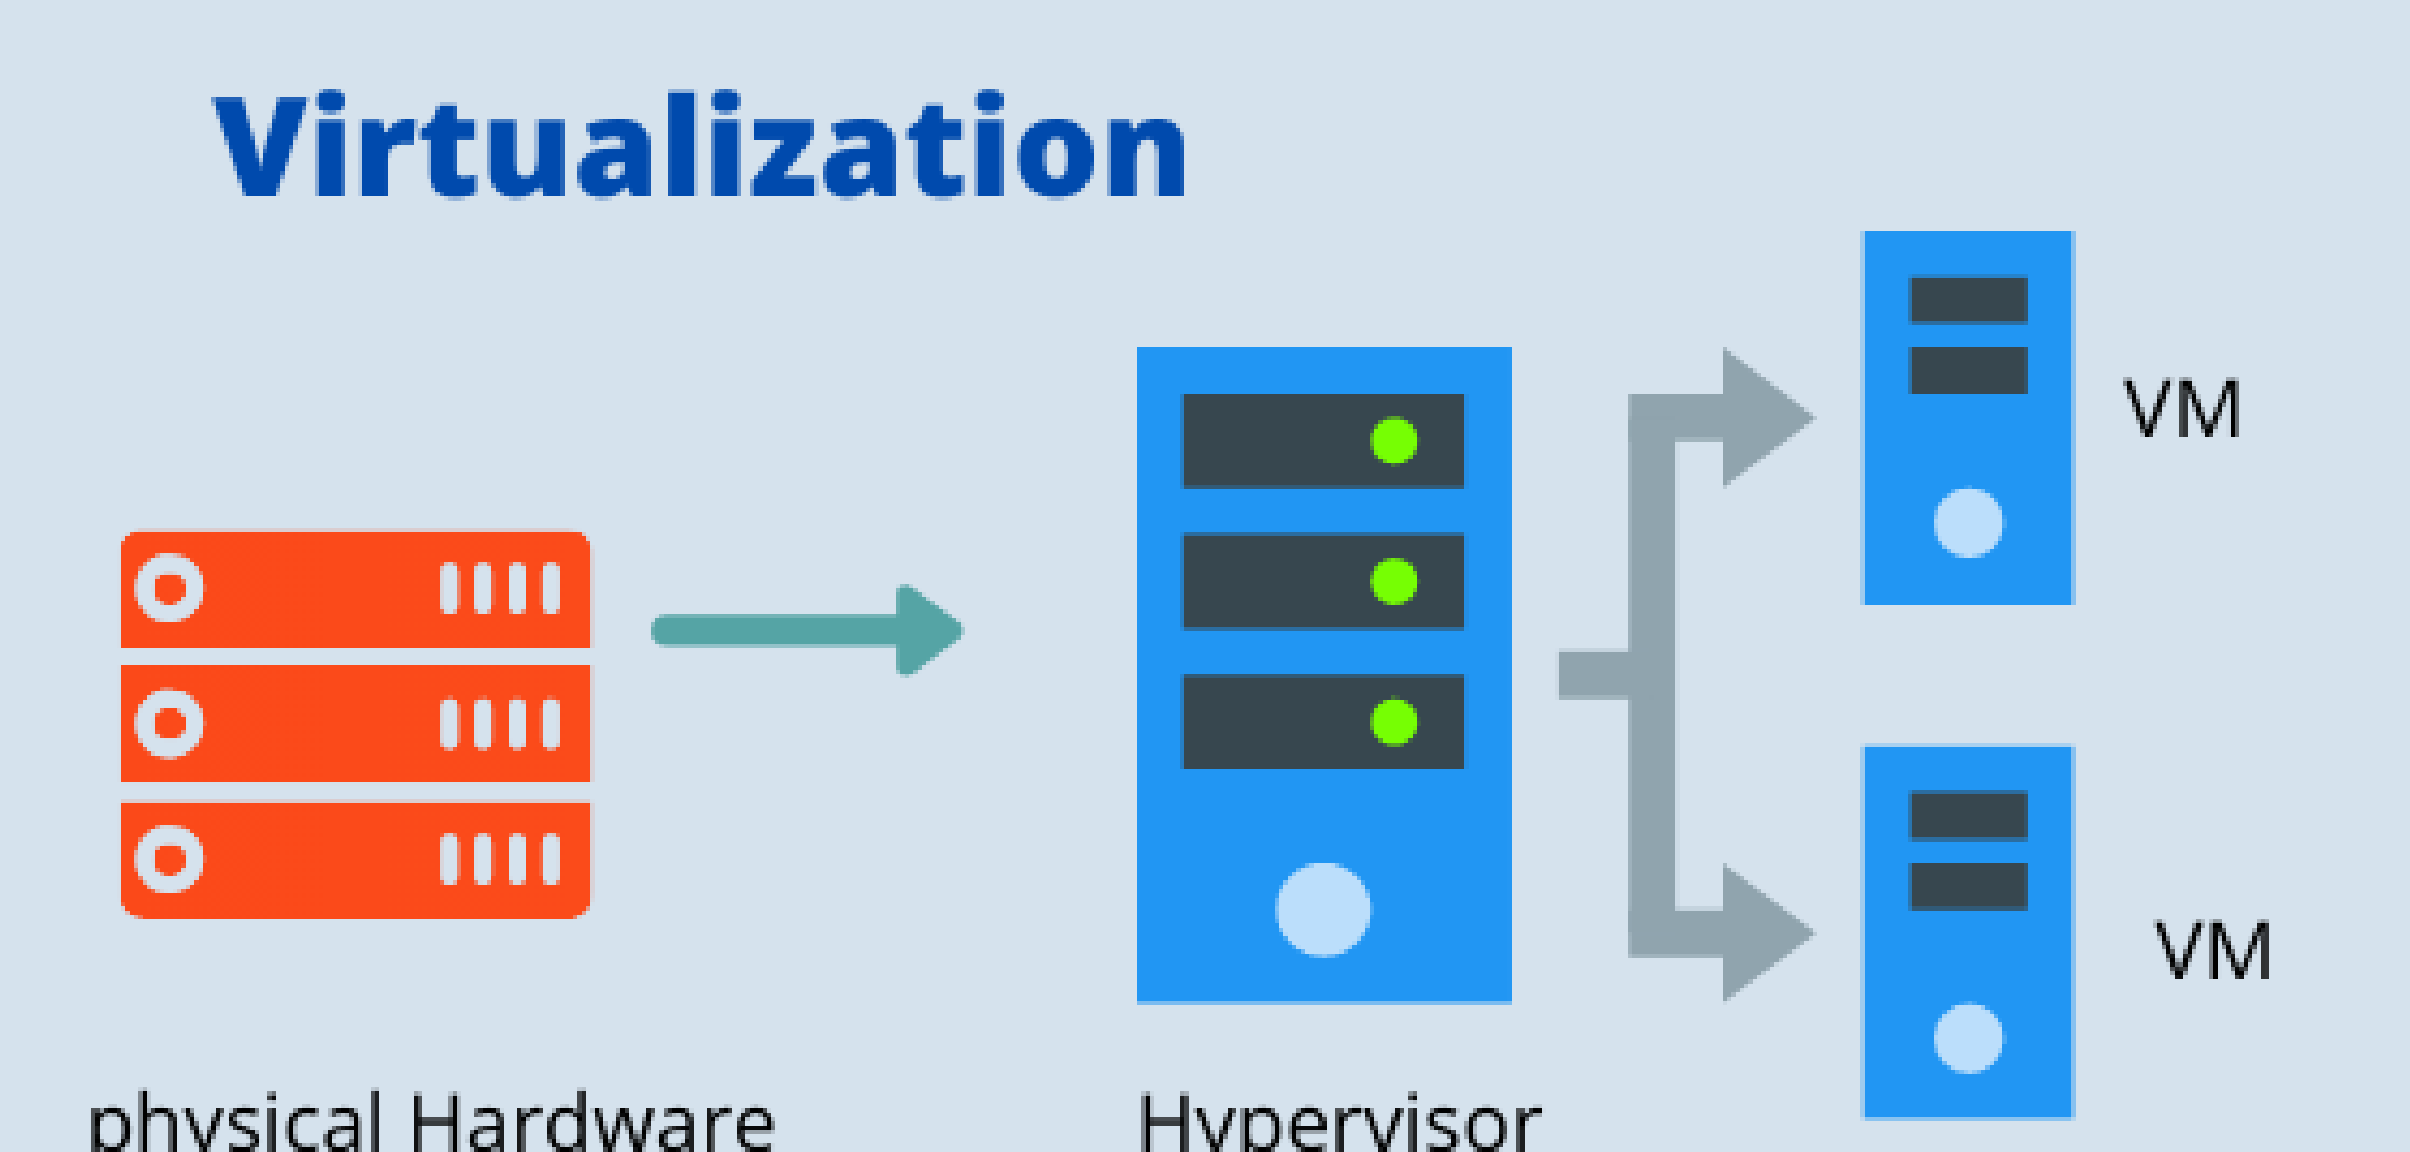 Virtualization
VM
VM
physical Hardware
Hypervisor